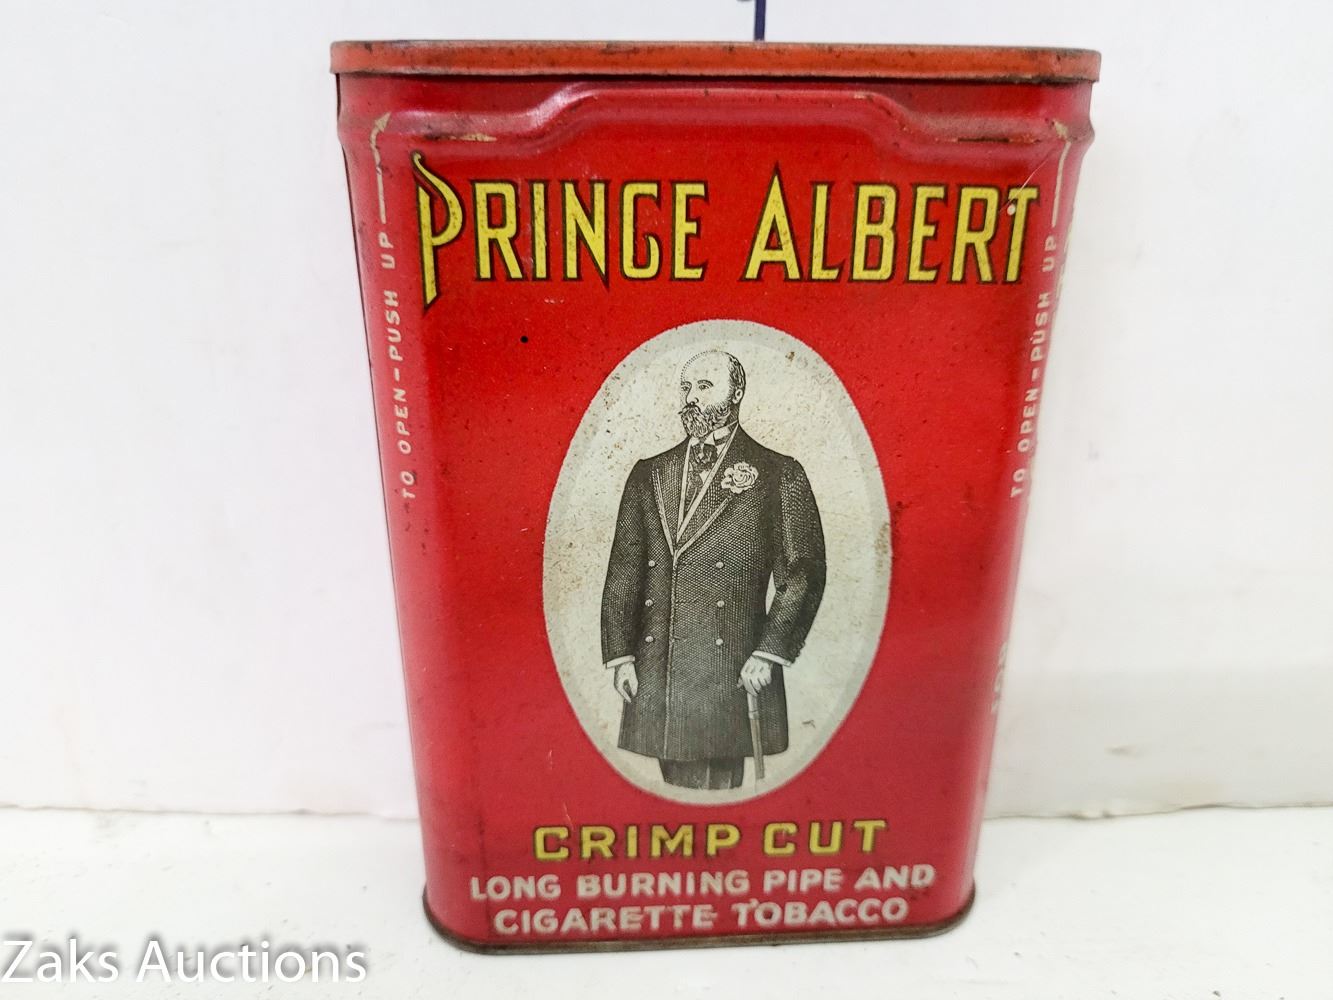 PRINCE ALBERT
TO OPEN-PUSH UP
TO OPEN-PUSH UP
CRIMP CUT
LONG BURNING PIPE AND
CIGARETTE TOBACCO
Zaks Auctions